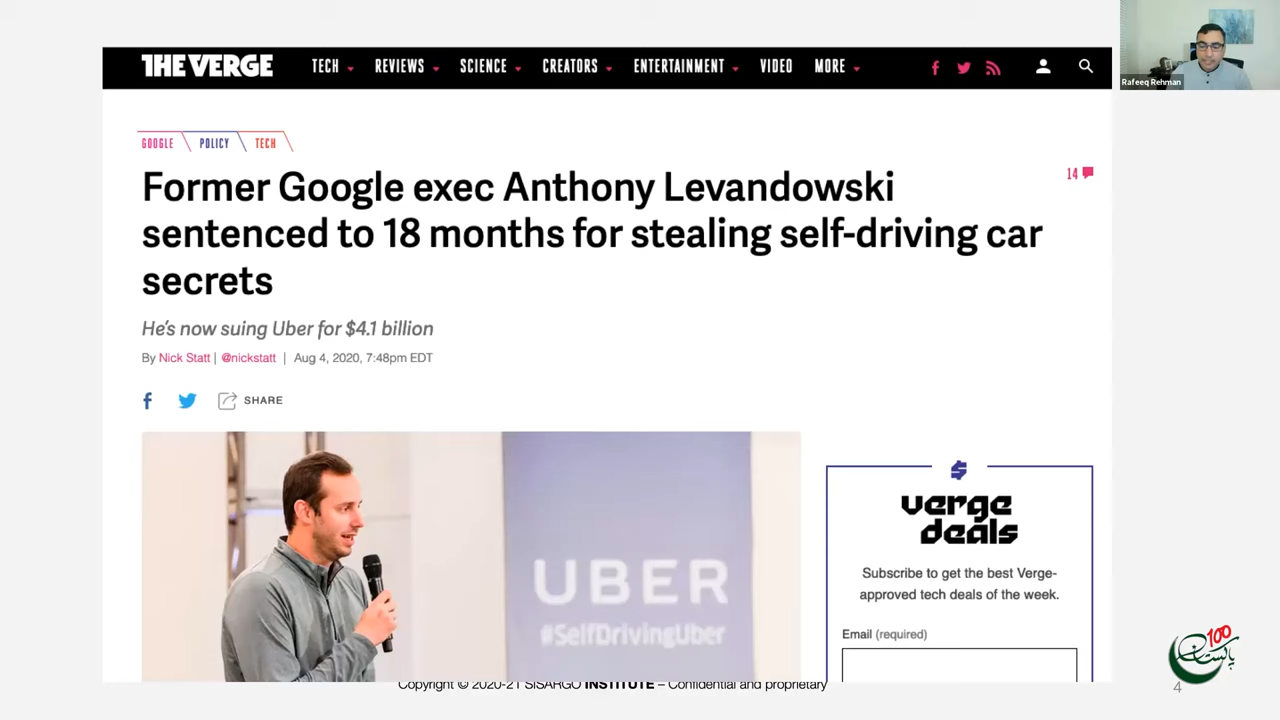 THE VERGE TECH REVIEWS SCIENCE CREATORS ENTERTAINMENT VIDEO MORE
Rafeeq Rehman
GOOGLE POLICY TECH
Former Google exec Anthony Levandowski
sentenced to 18 months for stealing self-driving car
secrets
14
He's now suing Uber for $4.1 billion
By Nick Statt | @nickstatt | Aug 4, 2020, 7:48pm EDT
SHARE
UBER
#SelfDrivingUber
verge
deals
Subscribe to get the best Verge-
approved tech deals of the week.
Email (required)
Copyright © 2020-21 SISARGO INSTITUTE – Confidential and proprietary
پاکستان 100
4